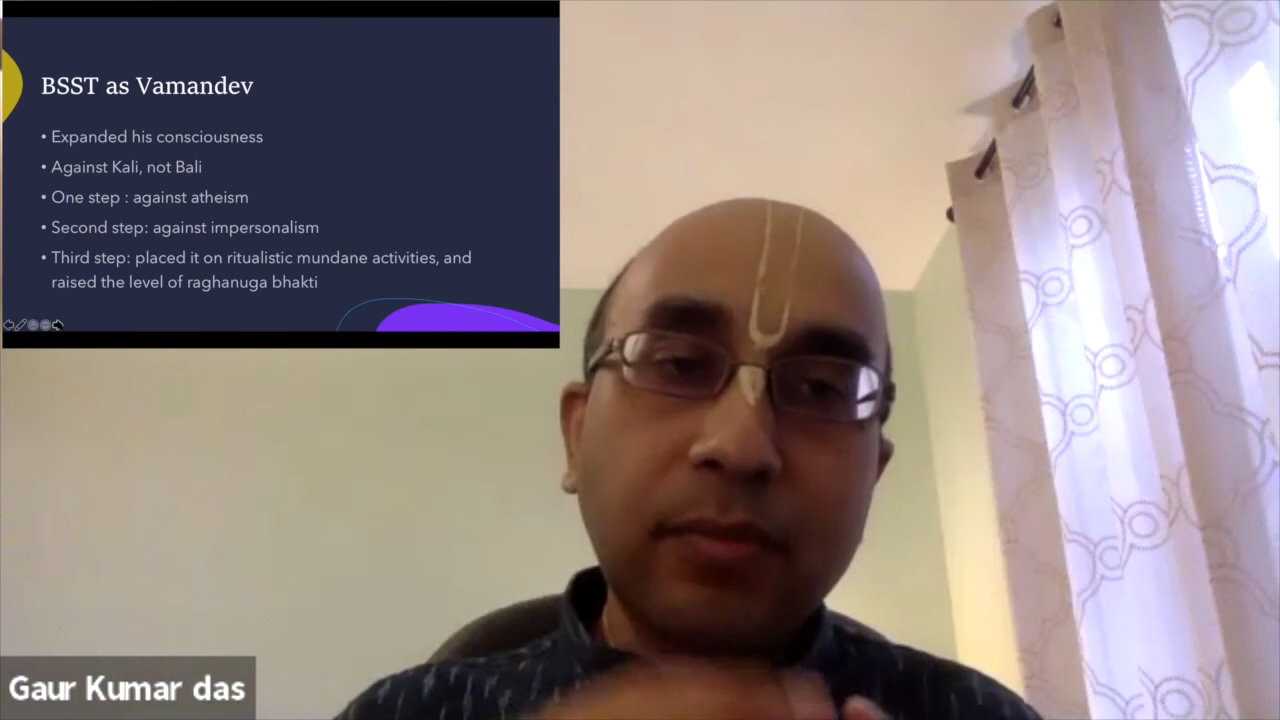 BSST as Vamandev
• Expanded his consciousness
• Against Kali, not Bali
• One step : against atheism
• Second step: against impersonalism
• Third step: placed it on ritualistic mundane activities, and
raised the level of raghanuga bhakti
Gaur Kumar das